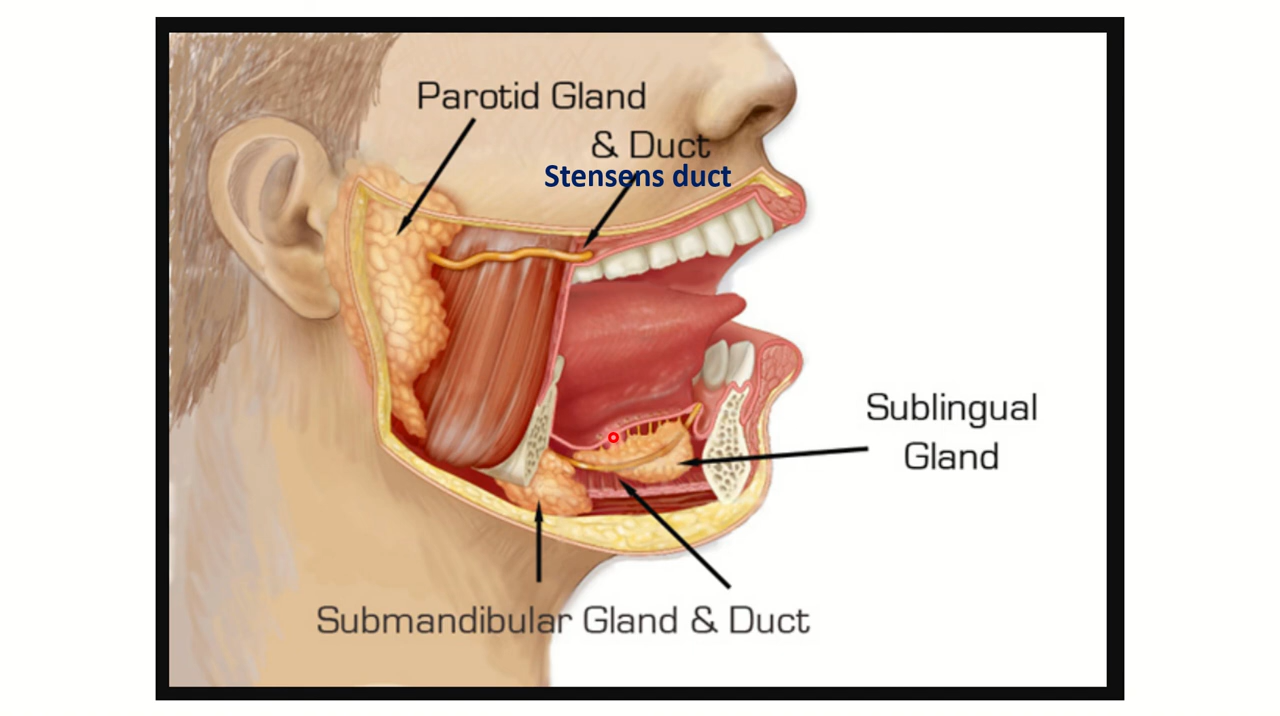 Parotid Gland
& Duct
Stensens duct
Sublingual
Gland
Submandibular Gland & Duct